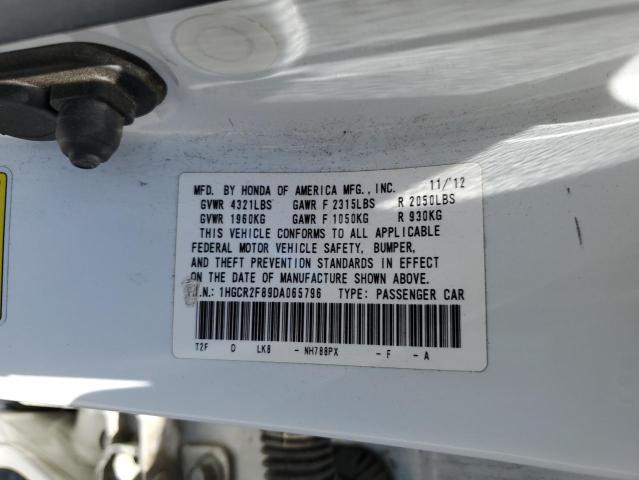 MFD. BY HONDA OF AMERICA MFG., INC. 11/12
GVWR 4321LBS GAWR F 2315LBS R 2050LBS
GVWR 1960KG GAWR F 1050KG R 930KG
THIS VEHICLE CONFORMS TO ALL APPLICABLE
FEDERAL MOTOR VEHICLE SAFETY, BUMPER,
AND THEFT PREVENTION STANDARDS IN EFFECT
ON THE DATE OF MANUFACTURE SHOWN ABOVE.
V.I.N.: 1HGCR2F89DA065796 TYPE: PASSENGER CAR
T2F D LK8 - NH788PX - F - A